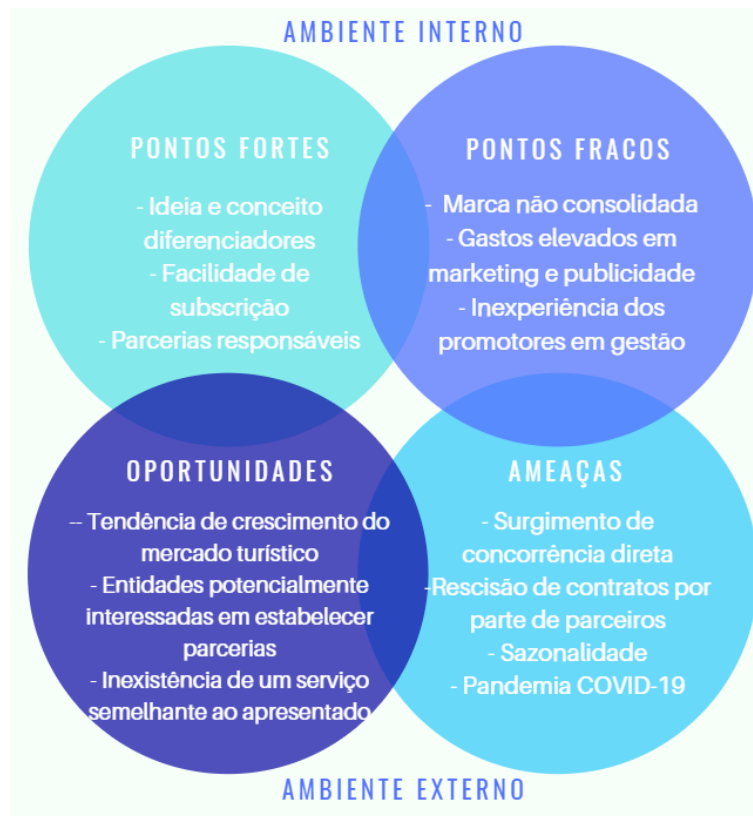 AMBIENTE INTERNO
PONTOS FORTES
- Ideia e conceito
diferenciadores
- Facilidade de
subscrição
- Parcerias responsáveis
PONTOS FRACOS
- Marca não consolidada
- Gastos elevados em
marketing e publicidade
- Inexperiência dos
promotores em gestão
OPORTUNIDADES
-- Tendência de crescimento do
mercado turístico
- Entidades potencialmente
interessadas em estabelecer
parcerias
- Inexistência de um serviço
semelhante ao apresentado
AMEAÇAS
- Surgimento de
concorrência direta
-Rescisão de contratos por
parte de parceiros
- Sazonalidade
- Pandemia COVID-19
AMBIENTE EXTERNO